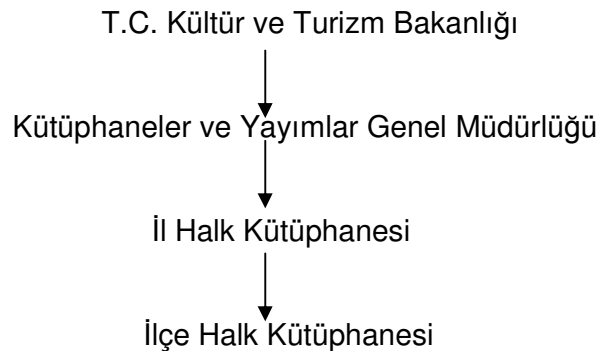 T.C. Kültür ve Turizm Bakanlığı
Kütüphaneler ve Yayımlar Genel Müdürlüğü
İl Halk Kütüphanesi
İlçe Halk Kütüphanesi